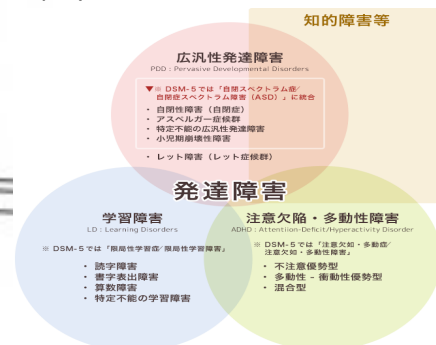 知的障害等
広汎性発達障害
PDD : Pervasive Developmental Disorders
▼※ DSM-5では「自閉スペクトラム症/
自閉症スペクトラム障害（ASD）」に統合
・ 自閉性障害（自閉症）
・ アスペルガー症候群
・ 特定不能の広汎性発達障害
・ 小児期崩壊性障害
・ レット障害（レット症候群）
発達障害
学習障害
LD : Learning Disorders
※ DSM-5では「限局性学習症/限局性学習障害」
・ 読字障害
・ 書字表出障害
・ 算数障害
・ 特定不能の学習障害
注意欠陥・多動性障害
ADHD : Attentiion-Deficit/Hyperactivity Disorder
※ DSM-5では「注意欠如・多動症/
注意欠如・多動性障害」
・ 不注意優勢型
・ 多動性 - 衝動性優勢型
・ 混合型